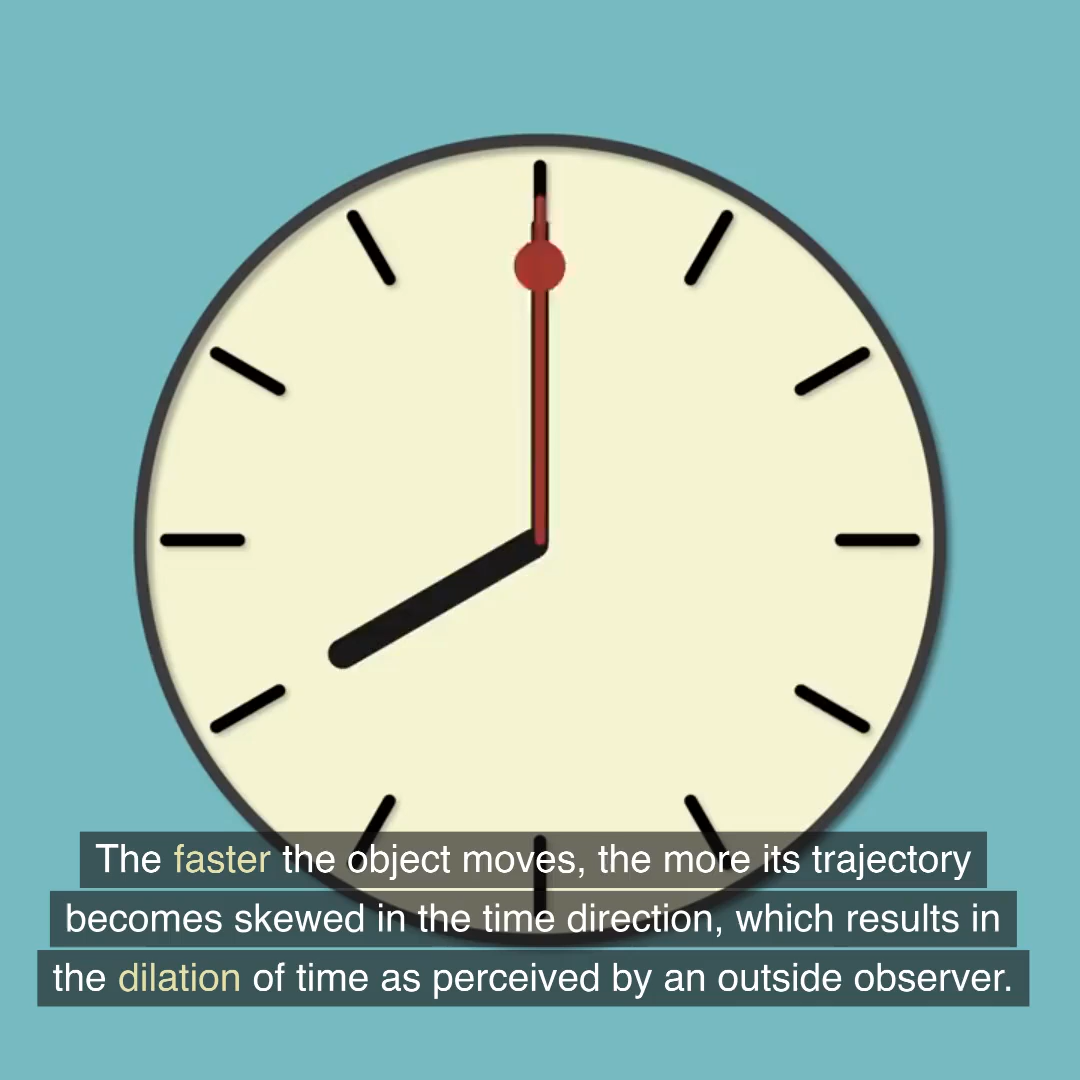 The faster the object moves, the more its trajectory
becomes skewed in the time direction, which results in
the dilation of time as perceived by an outside observer.